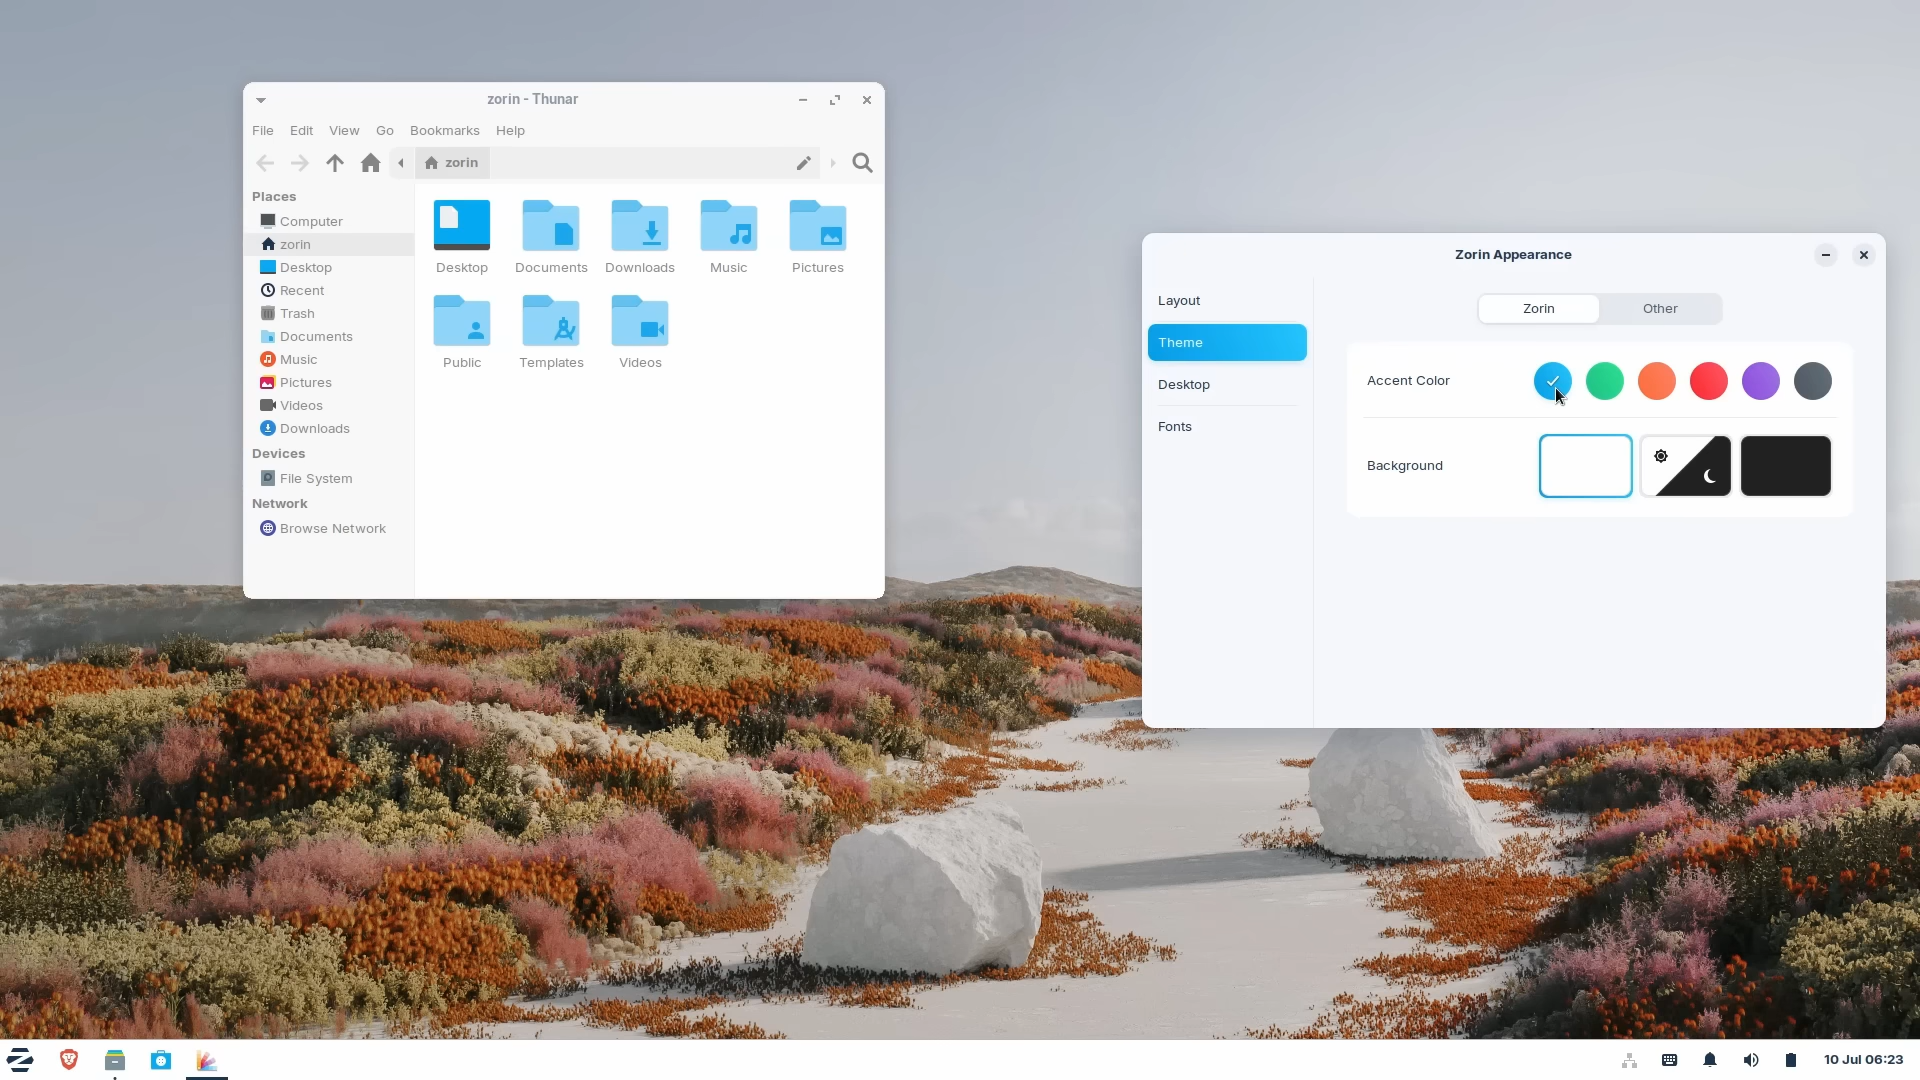 zorin - Thunar
File Edit View Go Bookmarks Help
zorin
Places
Computer
zorin
Desktop
Recent
Trash
Documents
Music
Pictures
Videos
Downloads
Devices
File System
Network
Browse Network
Desktop Documents Downloads Music Pictures
Public Templates Videos
Zorin Appearance
Layout
Theme
Desktop
Fonts
Zorin Other
Accent Color
Background
10 Jul 06:23